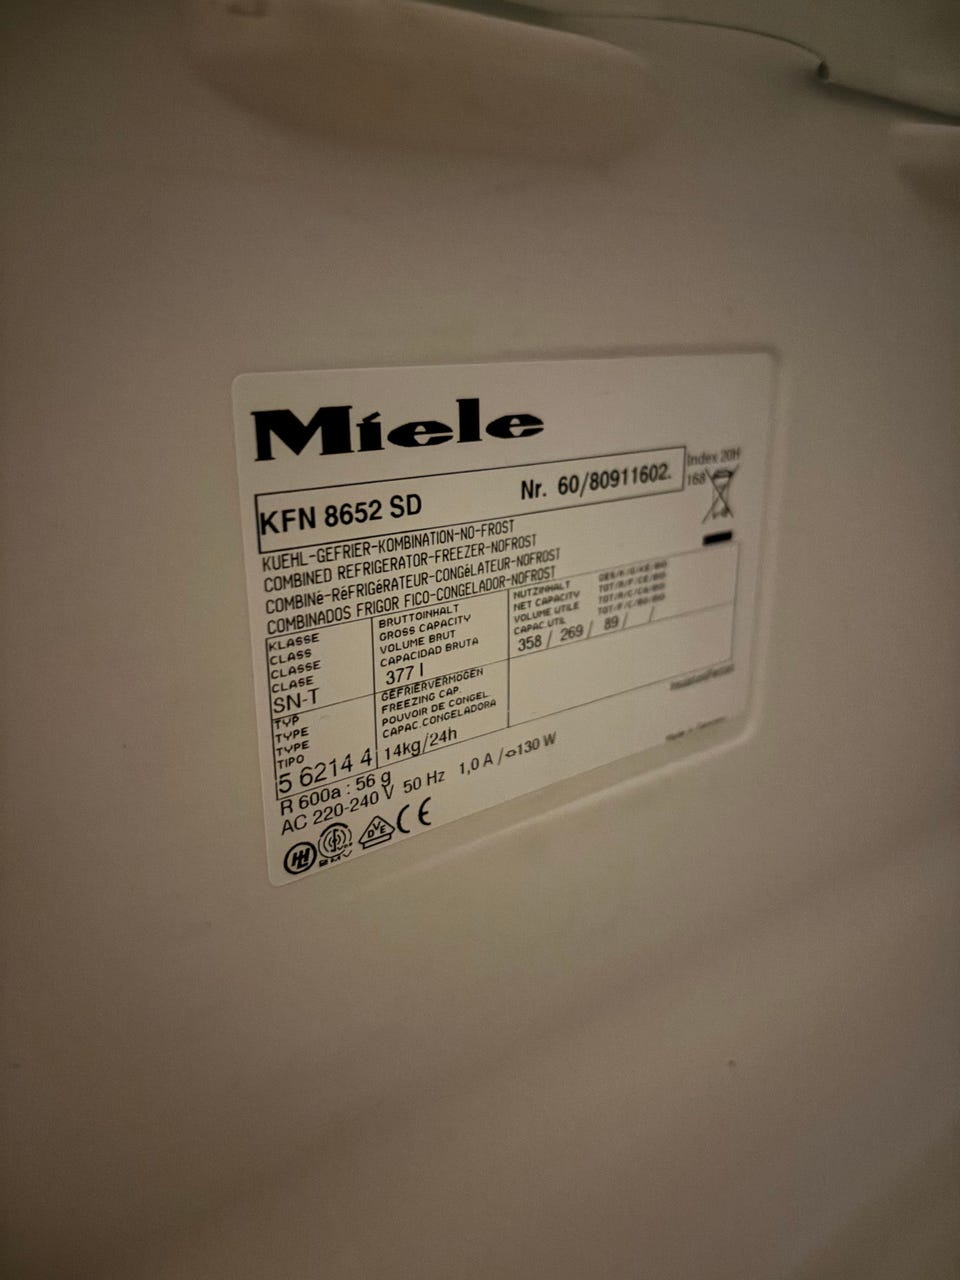 Miele
KFN 8652 SD Nr. 60/80911602.
Index 20H
168
KUEHL-GEFRIER-KOMBINATION-NO-FROST
COMBINED REFRIGERATOR-FREEZER-NOFROST
COMBINé-RéFRIGéRATEUR-CONGéLATEUR-NOFROST
COMBINADOS FRIGOR FICO-CONGELADOR-NOFROST
KLASSE
CLASS
CLASSE
CLASE
SN-T
BRUTTOINHALT
GROSS CAPACITY
VOLUME BRUT
CAPACIDAD BRUTA
377 l
NUTZINHALT
NET CAPACITY
VOLUME UTILE
CAPAC.UTIL
358 / 269 / 89 / /
TYP
TYPE
TYPE
TIPO
5 6214 4
GEFRIERVERMÖGEN
FREEZING CAP.
POUVOIR DE CONGEL
CAPAC.CONGELADORA
14kg/24h
R 600a : 56 g
AC 220-240 V 50 Hz 1,0 A / 130 W
DVE CE